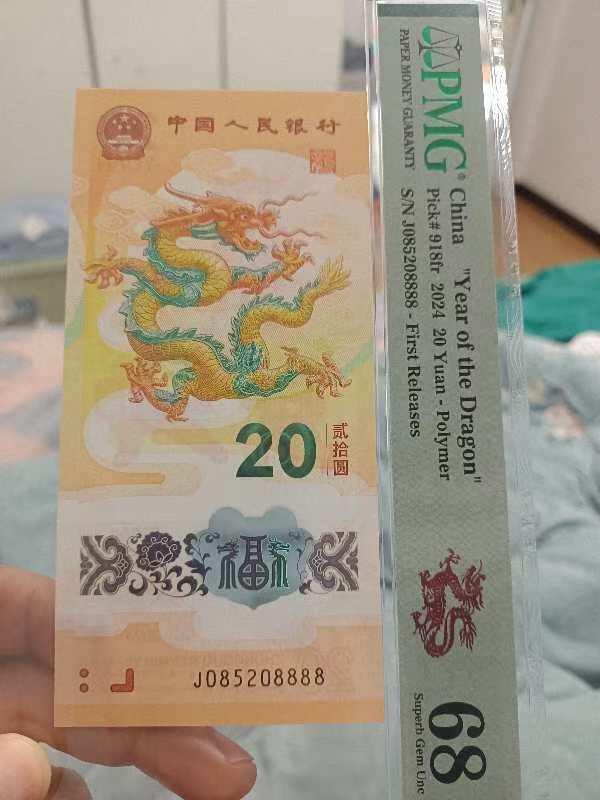 中国人民银行
20
贰拾圆
福
J085208888
PMG
PAPER MONEY GUARANTY
China "Year of the Dragon"
Pick# 918fr 2024 20 Yuan - Polymer
S/N J085208888 - First Releases
68
Superb Gem Unc